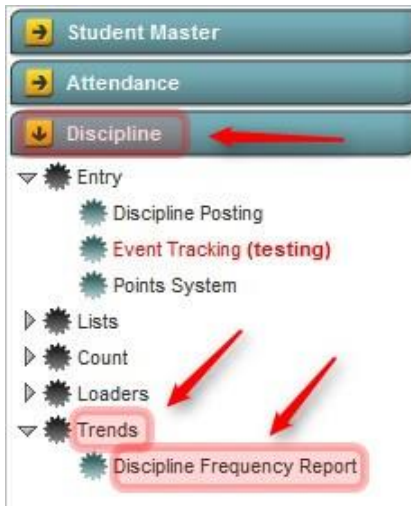 Student Master
Attendance
Discipline
Entry
Discipline Posting
Event Tracking (testing)
Points System
Lists
Count
Loaders
Trends
Discipline Frequency Report